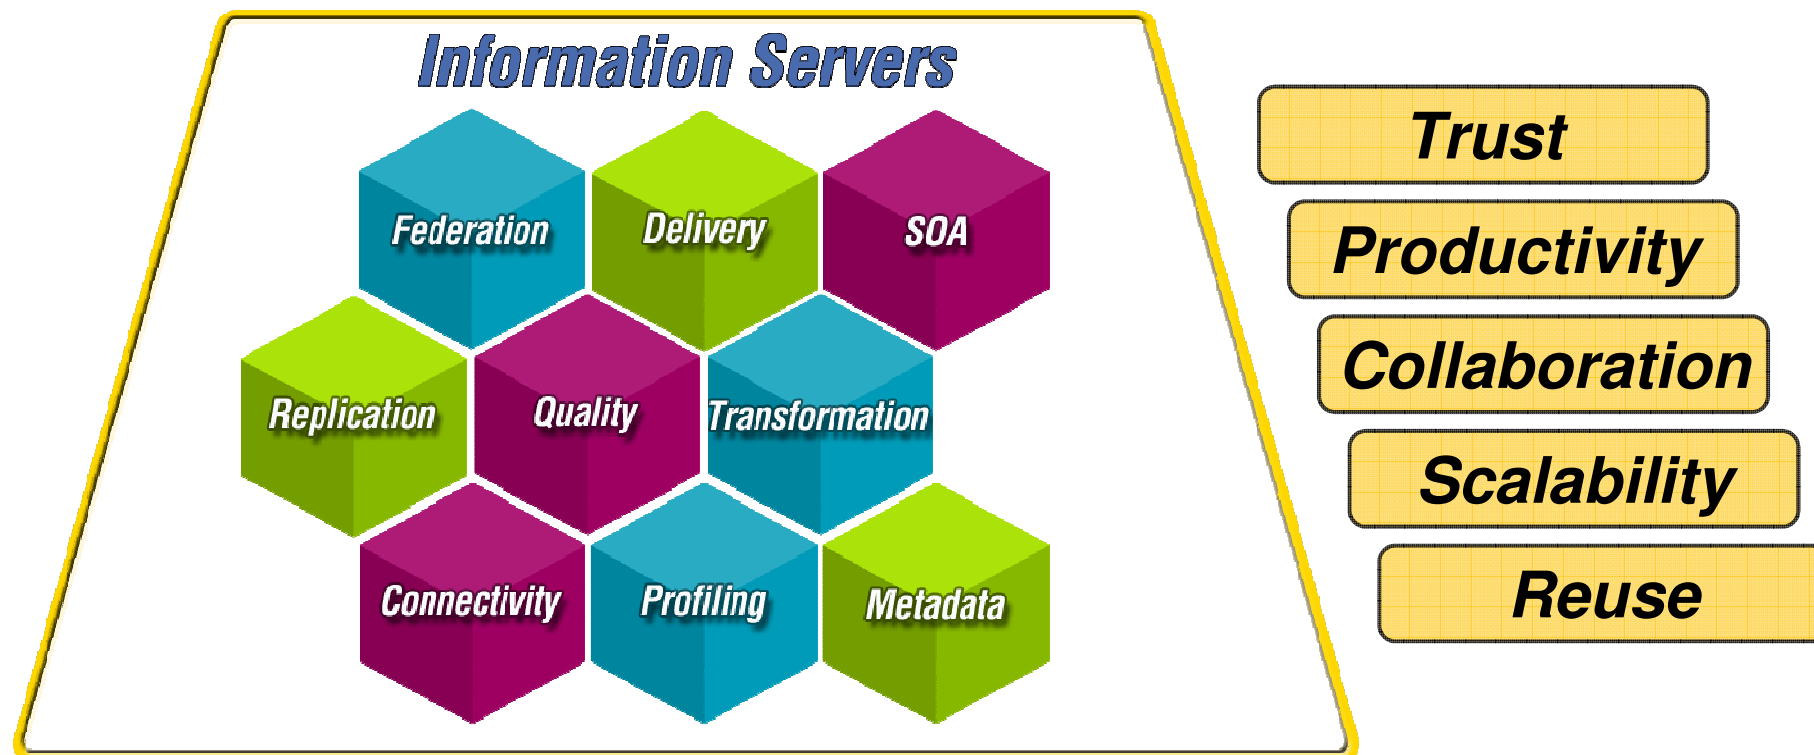 Information Servers
Federation
Delivery
SOA
Replication
Quality
Transformation
Connectivity
Profiling
Metadata
Trust
Productivity
Collaboration
Scalability
Reuse